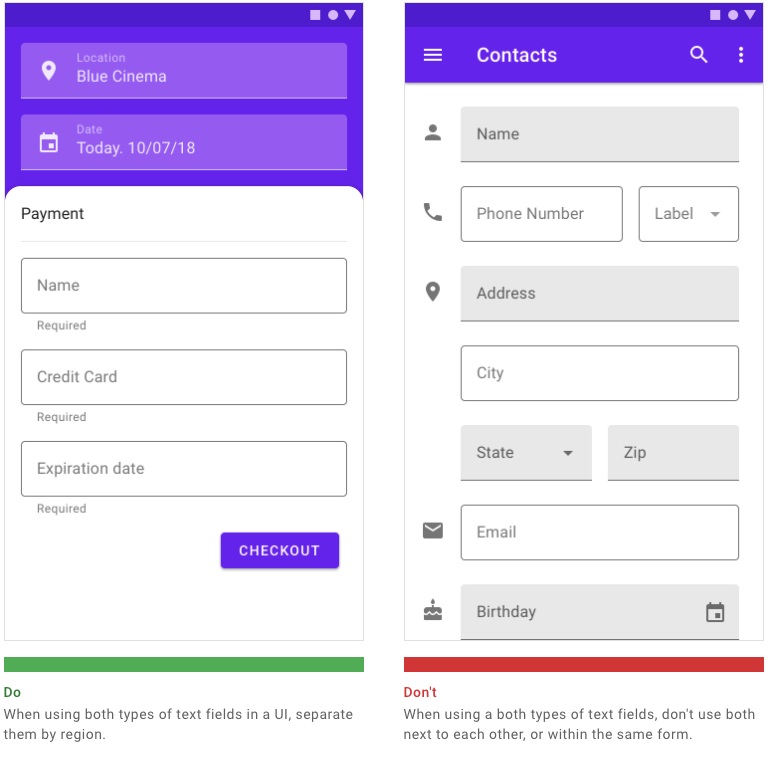 Location
Blue Cinema
Date
Today. 10/07/18
Payment
Name
Required
Credit Card
Required
Expiration date
Required
CHECKOUT
Do
When using both types of text fields in a UI, separate
them by region.
Contacts
Name
Phone Number
Label
Address
City
State
Zip
Email
Birthday
Don't
When using a both types of text fields, don't use both
next to each other, or within the same form.